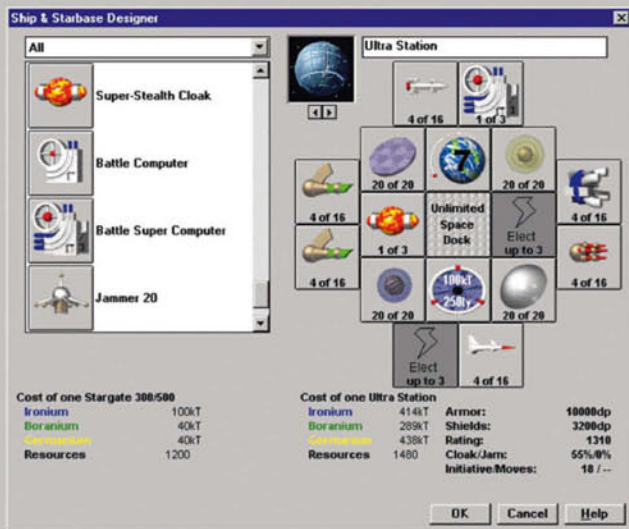 Ship & Starbase Designer
All
Ultra Station
Super-Stealth Cloak
Battle Computer
Battle Super Computer
Jammer 20
4 of 16
1 of 3
20 of 20
7
20 of 20
4 of 16
4 of 16
1 of 3
Unlimited
Space
Dock
Elect
up to 3
4 of 16
4 of 16
20 of 20
100kT
250ly
20 of 20
Elect
up to 3
4 of 16
Cost of one Stargate 300/500
Ironium 100kT
Boranium 40kT
Germanium 40kT
Resources 1200
Cost of one Ultra Station
Ironium 414kT
Boranium 289kT
Germanium 438kT
Resources 1480
Armor: 10000dp
Shields: 3200dp
Rating: 1310
Cloak/Jam: 55%/0%
Initiative/Moves: 18 / --
OK
Cancel
Help